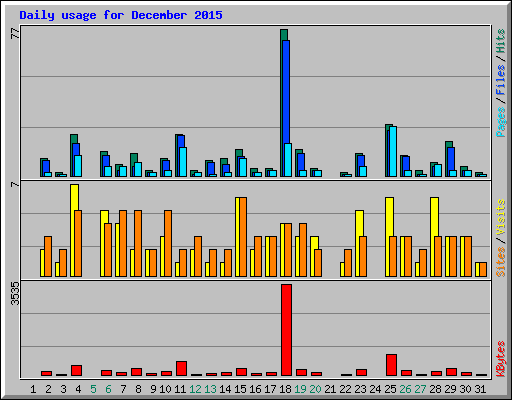 Daily usage for December 2015
77
7
3535
Pages / Files / Hits
Sites / Visits
KBytes
1 2 3 4 5 6 7 8 9 10 11 12 13 14 15 16 17 18 19 20 21 22 23 24 25 26 27 28 29 30 31